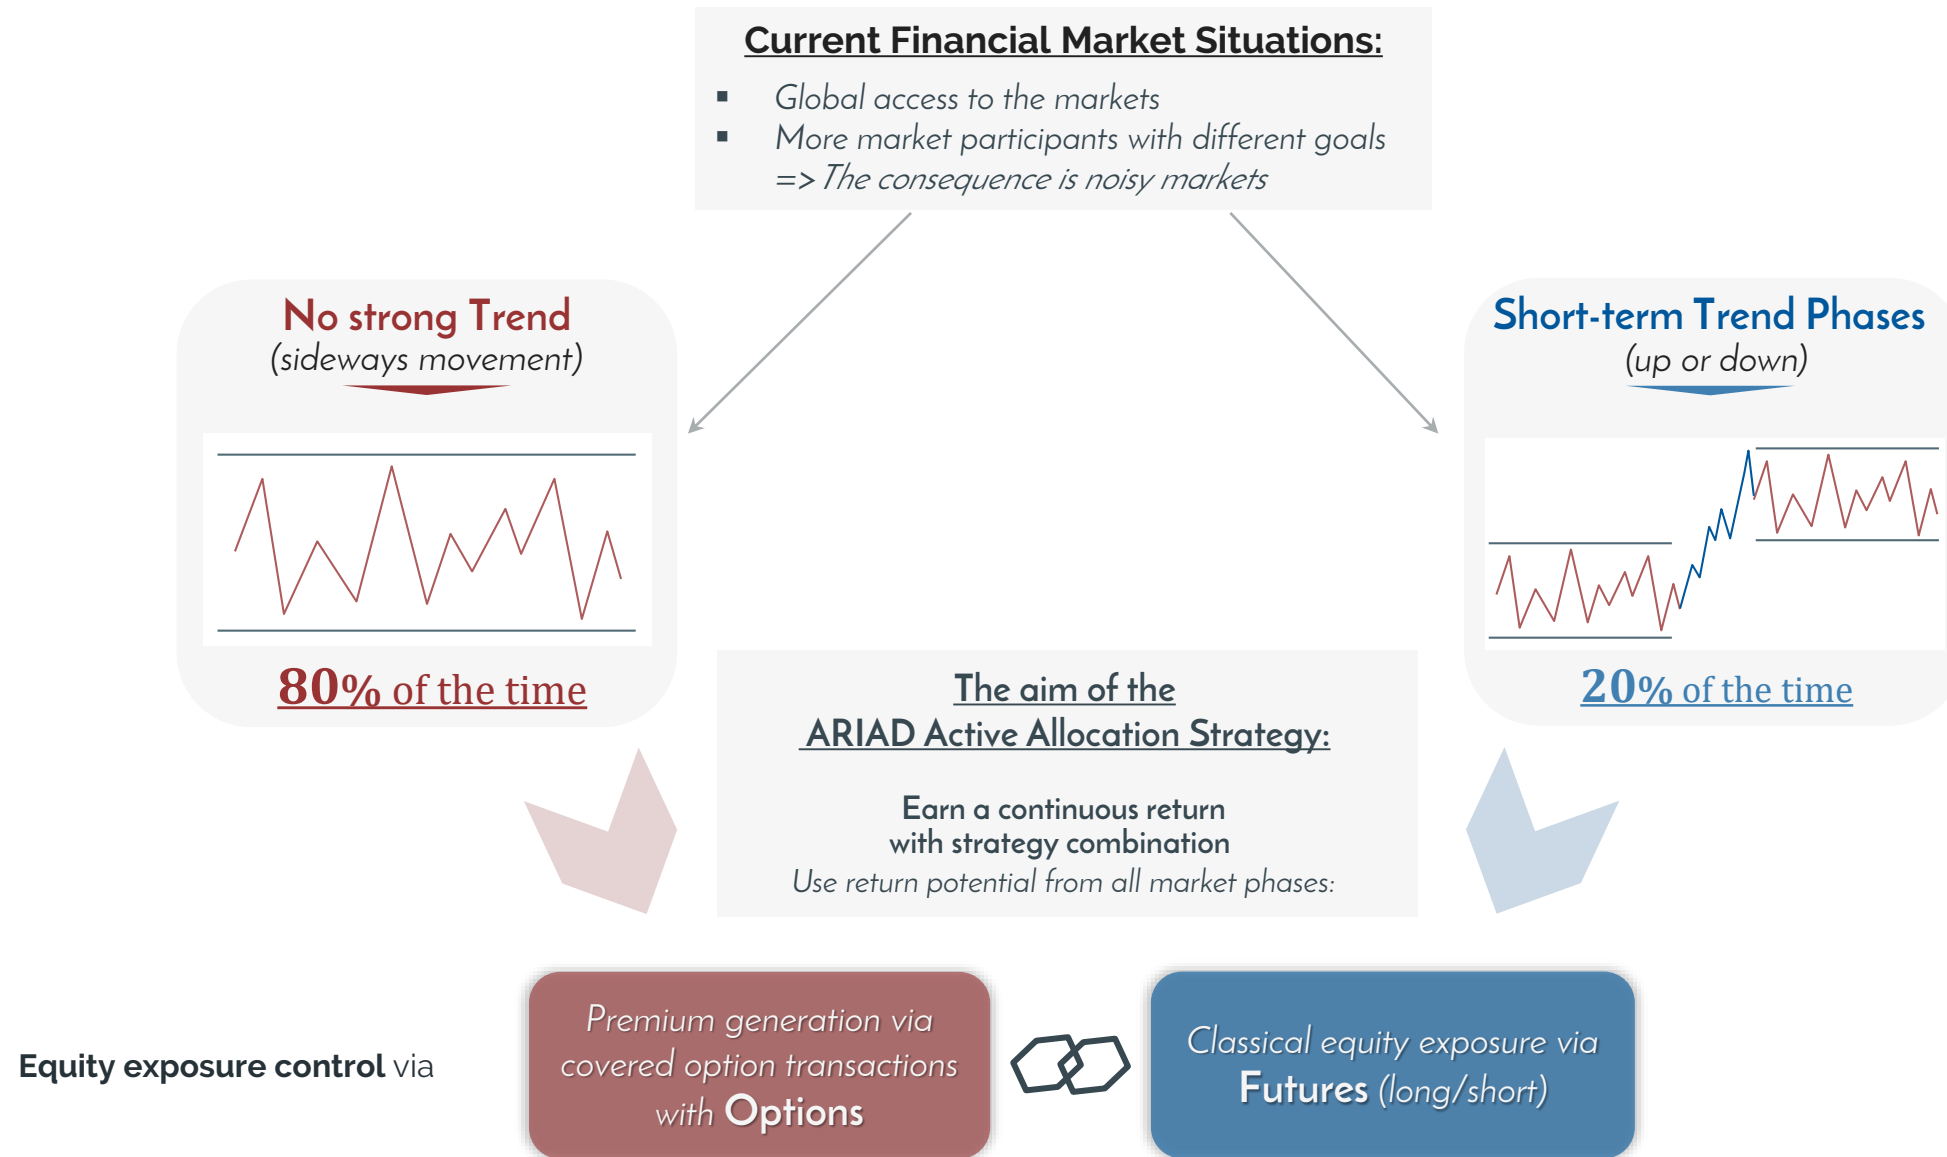 Current Financial Market Situations:
▪ Global access to the markets
▪ More market participants with different goals
=> The consequence is noisy markets
No strong Trend
(sideways movement)
80% of the time
Short-term Trend Phases
(up or down)
20% of the time
The aim of the
ARIAD Active Allocation Strategy:
Earn a continuous return
with strategy combination
Use return potential from all market phases:
Equity exposure control via
Premium generation via
covered option transactions
with Options
Classical equity exposure via
Futures (long/short)